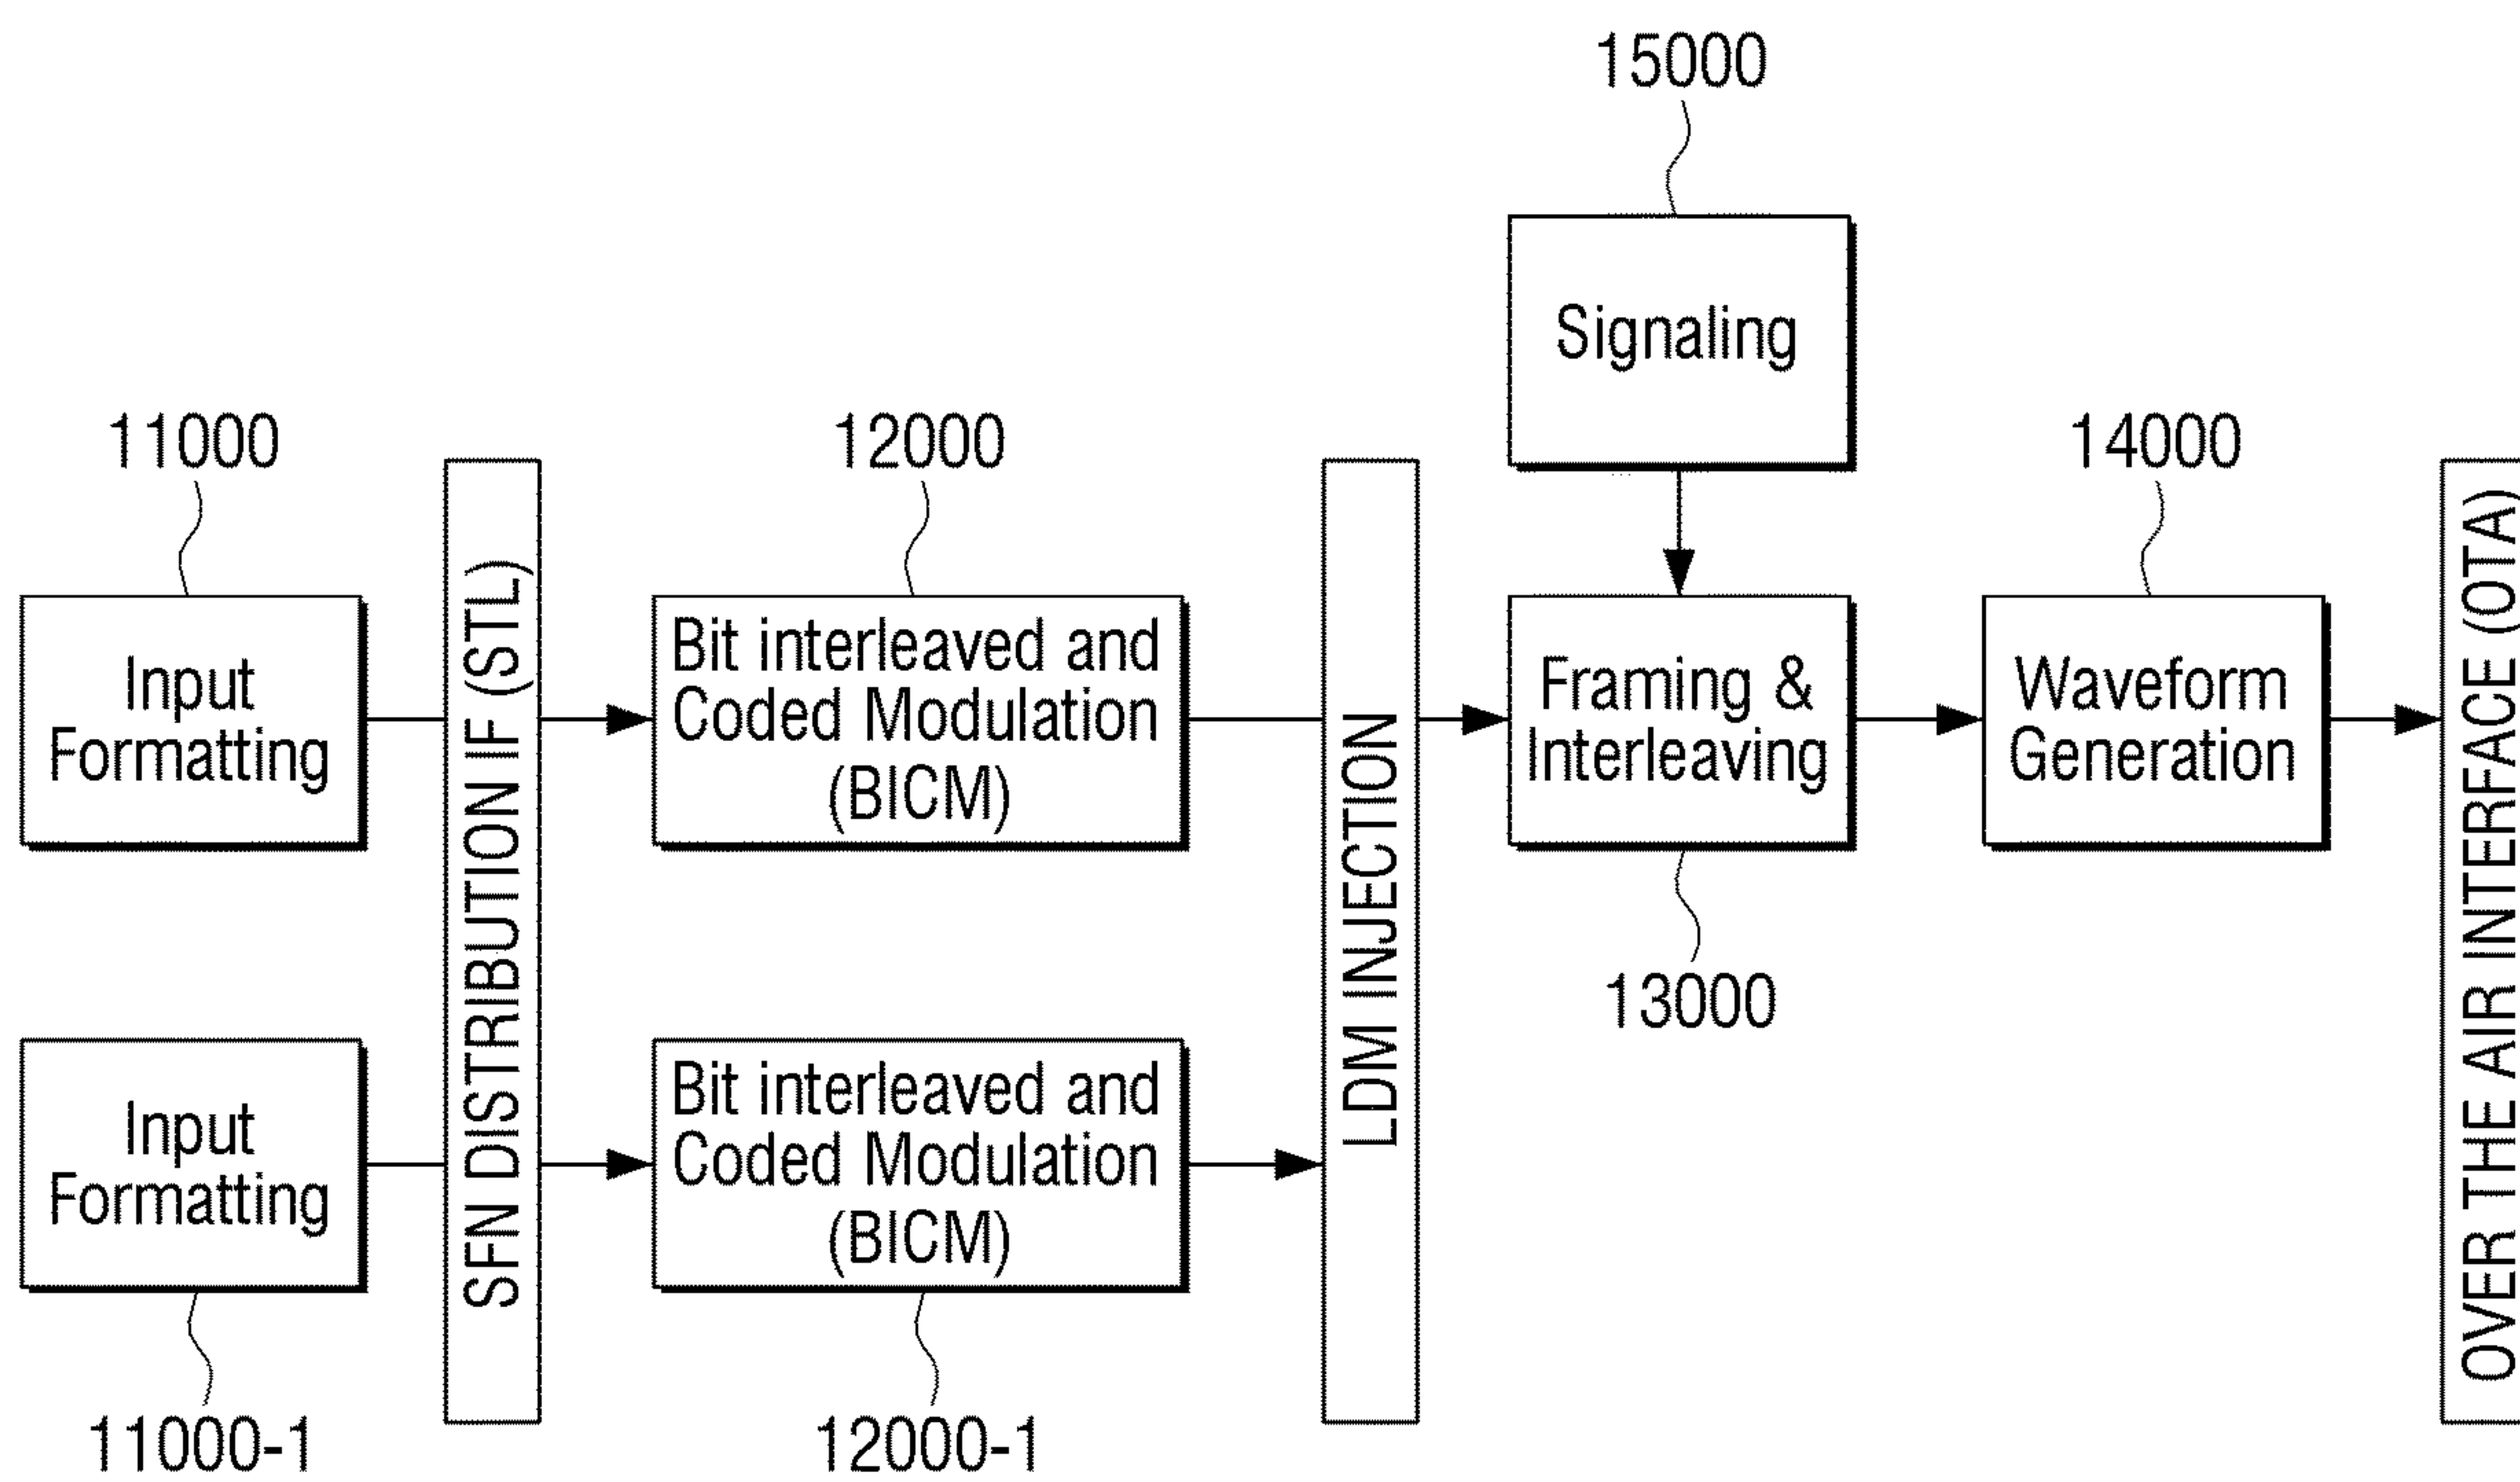 15000
Signaling
11000
12000
14000
Input
Formatting
SFN DISTRIBUTION IF (STL)
Bit interleaved and
Coded Modulation
(BICM)
LDM INJECTION
Framing &
Interleaving
Waveform
Generation
OVER THE AIR INTERFACE (OTA)
13000
Input
Formatting
Bit interleaved and
Coded Modulation
(BICM)
11000-1
12000-1